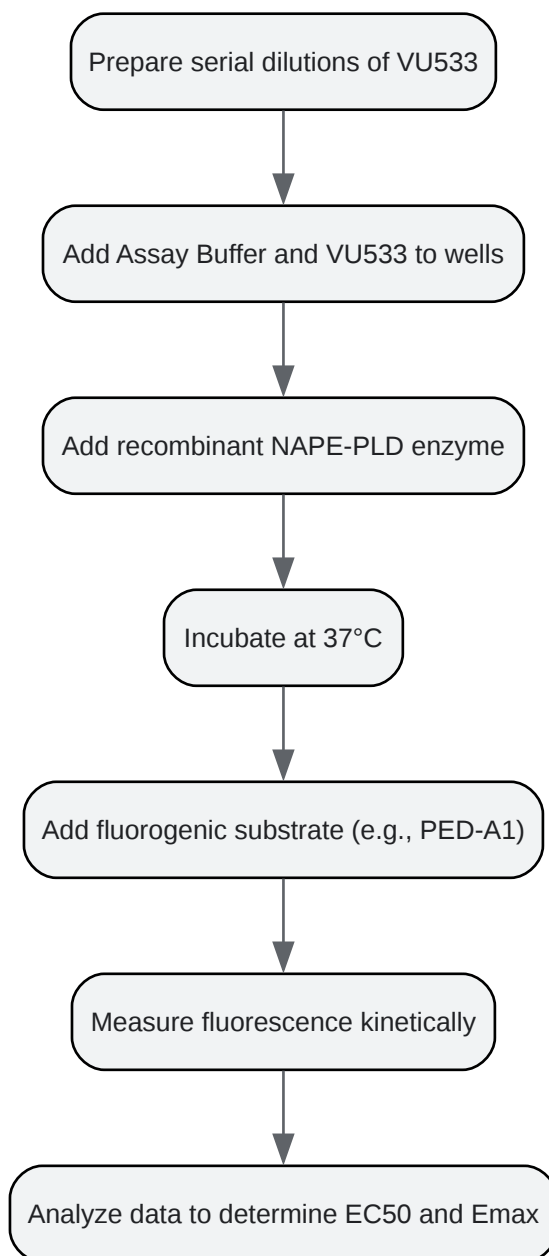 Prepare serial dilutions of VU533
Add Assay Buffer and VU533 to wells
Add recombinant NAPE-PLD enzyme
Incubate at 37°C
Add fluorogenic substrate (e.g., PED-A1)
Measure fluorescence kinetically
Analyze data to determine EC50 and Emax